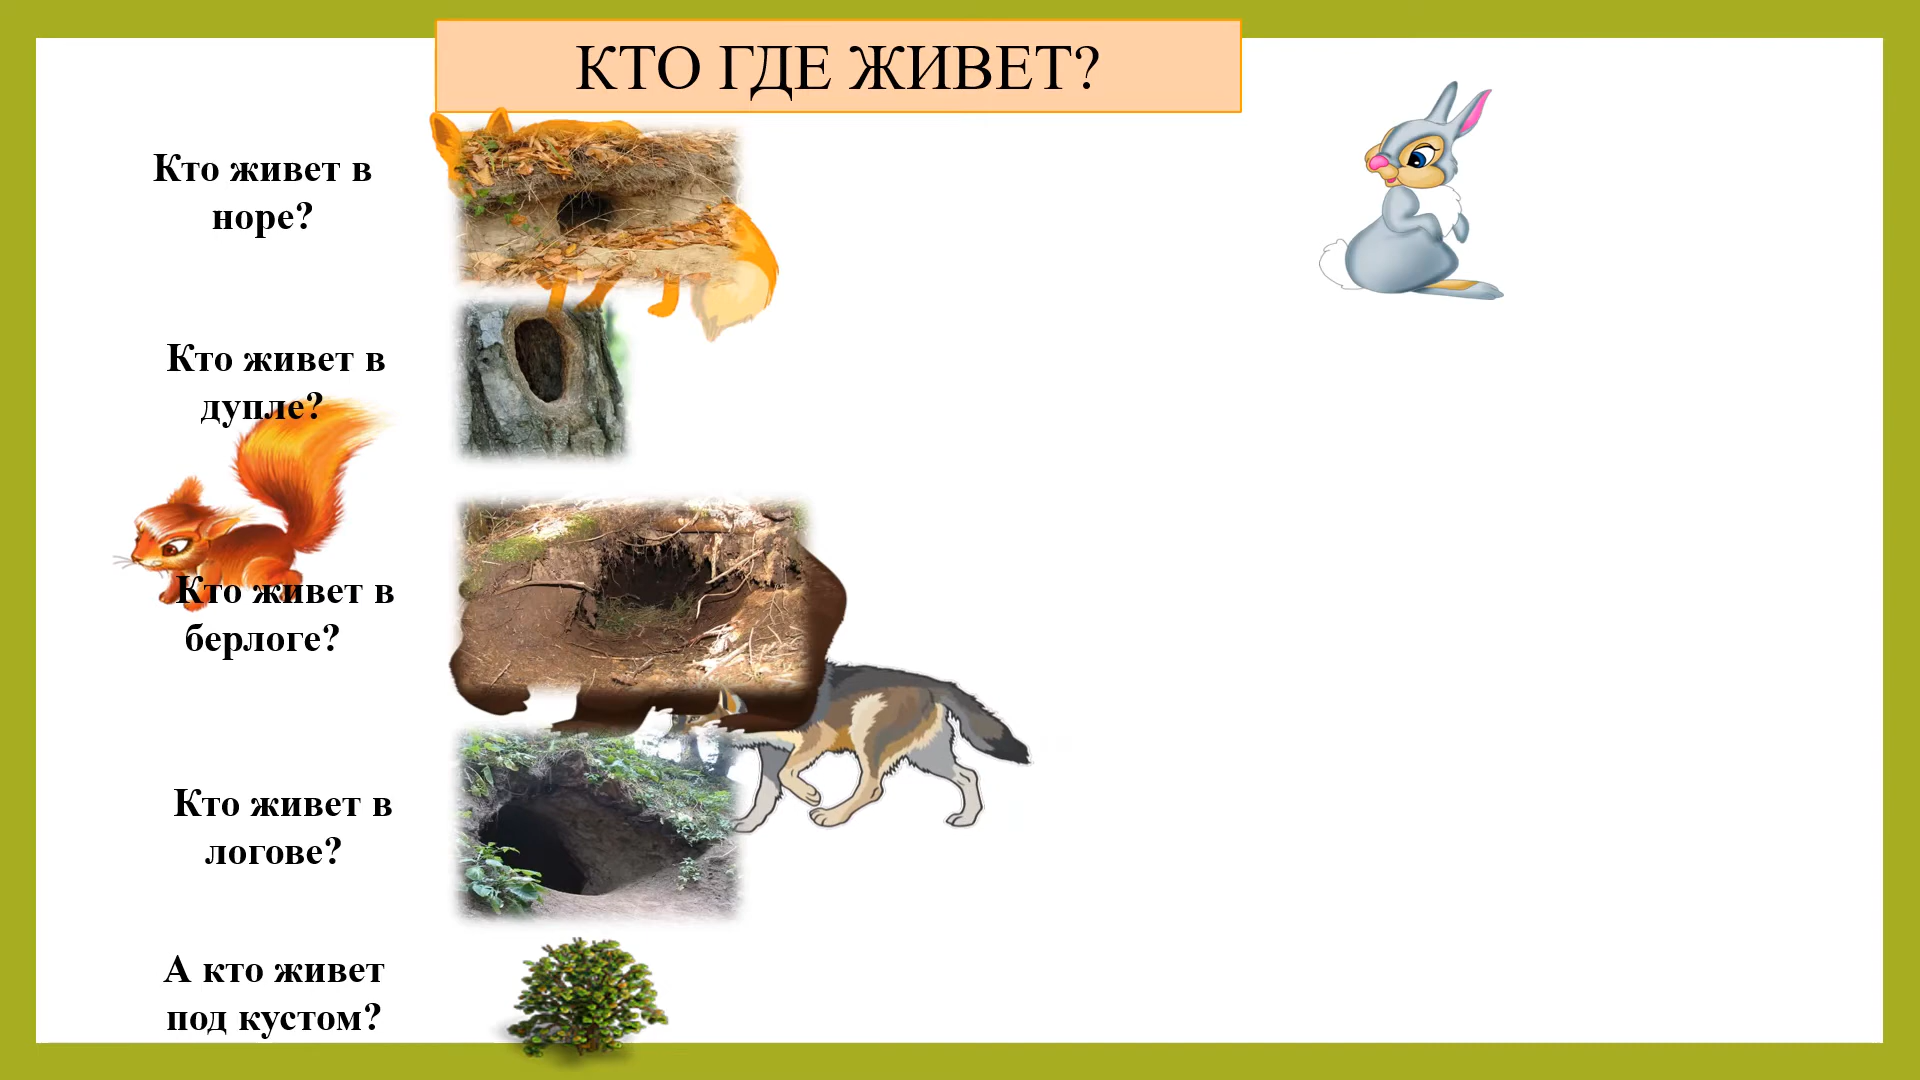 КТО ГДЕ ЖИВЕТ?
Кто живет в
норе?
Кто живет в
дупле?
Кто живет в
берлоге?
Кто живет в
логове?
А кто живет
под кустом?